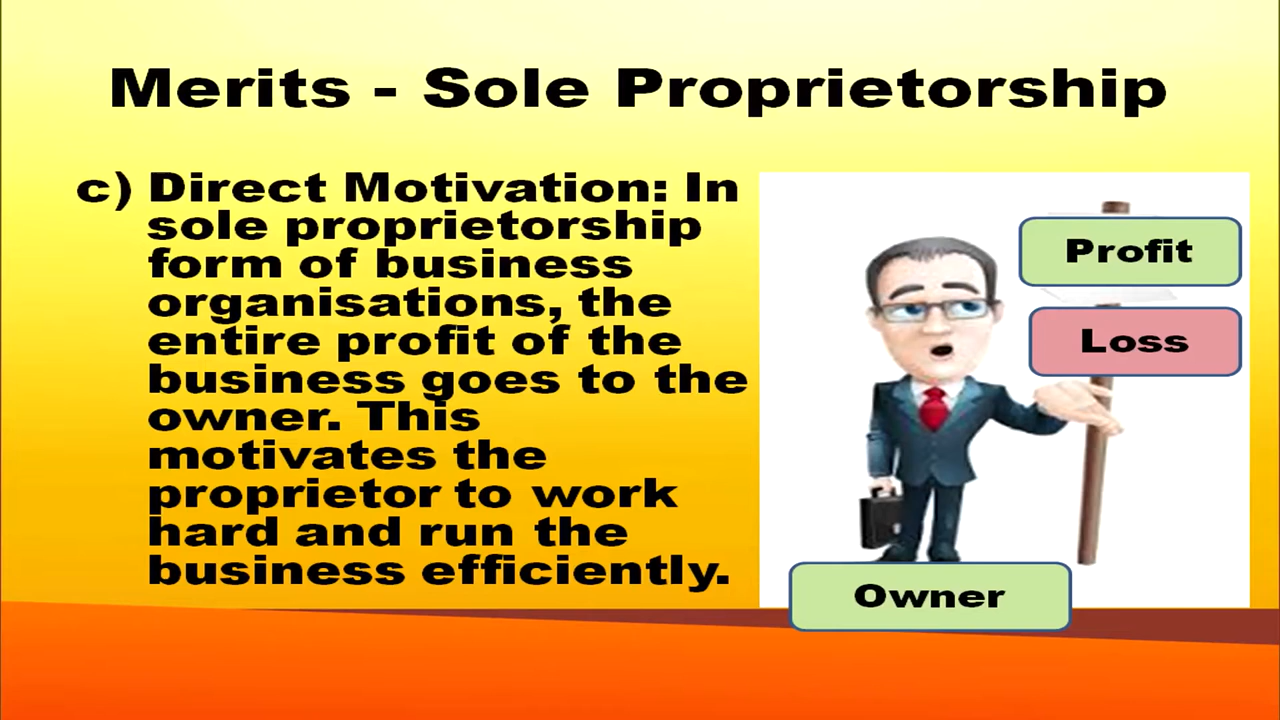 Merits - Sole Proprietorship
c) Direct Motivation: In
sole proprietorship
form of business
organisations, the
entire profit of the
business goes to the
owner. This
motivates the
proprietor to work
hard and run the
business efficiently.
Profit
Loss
Owner